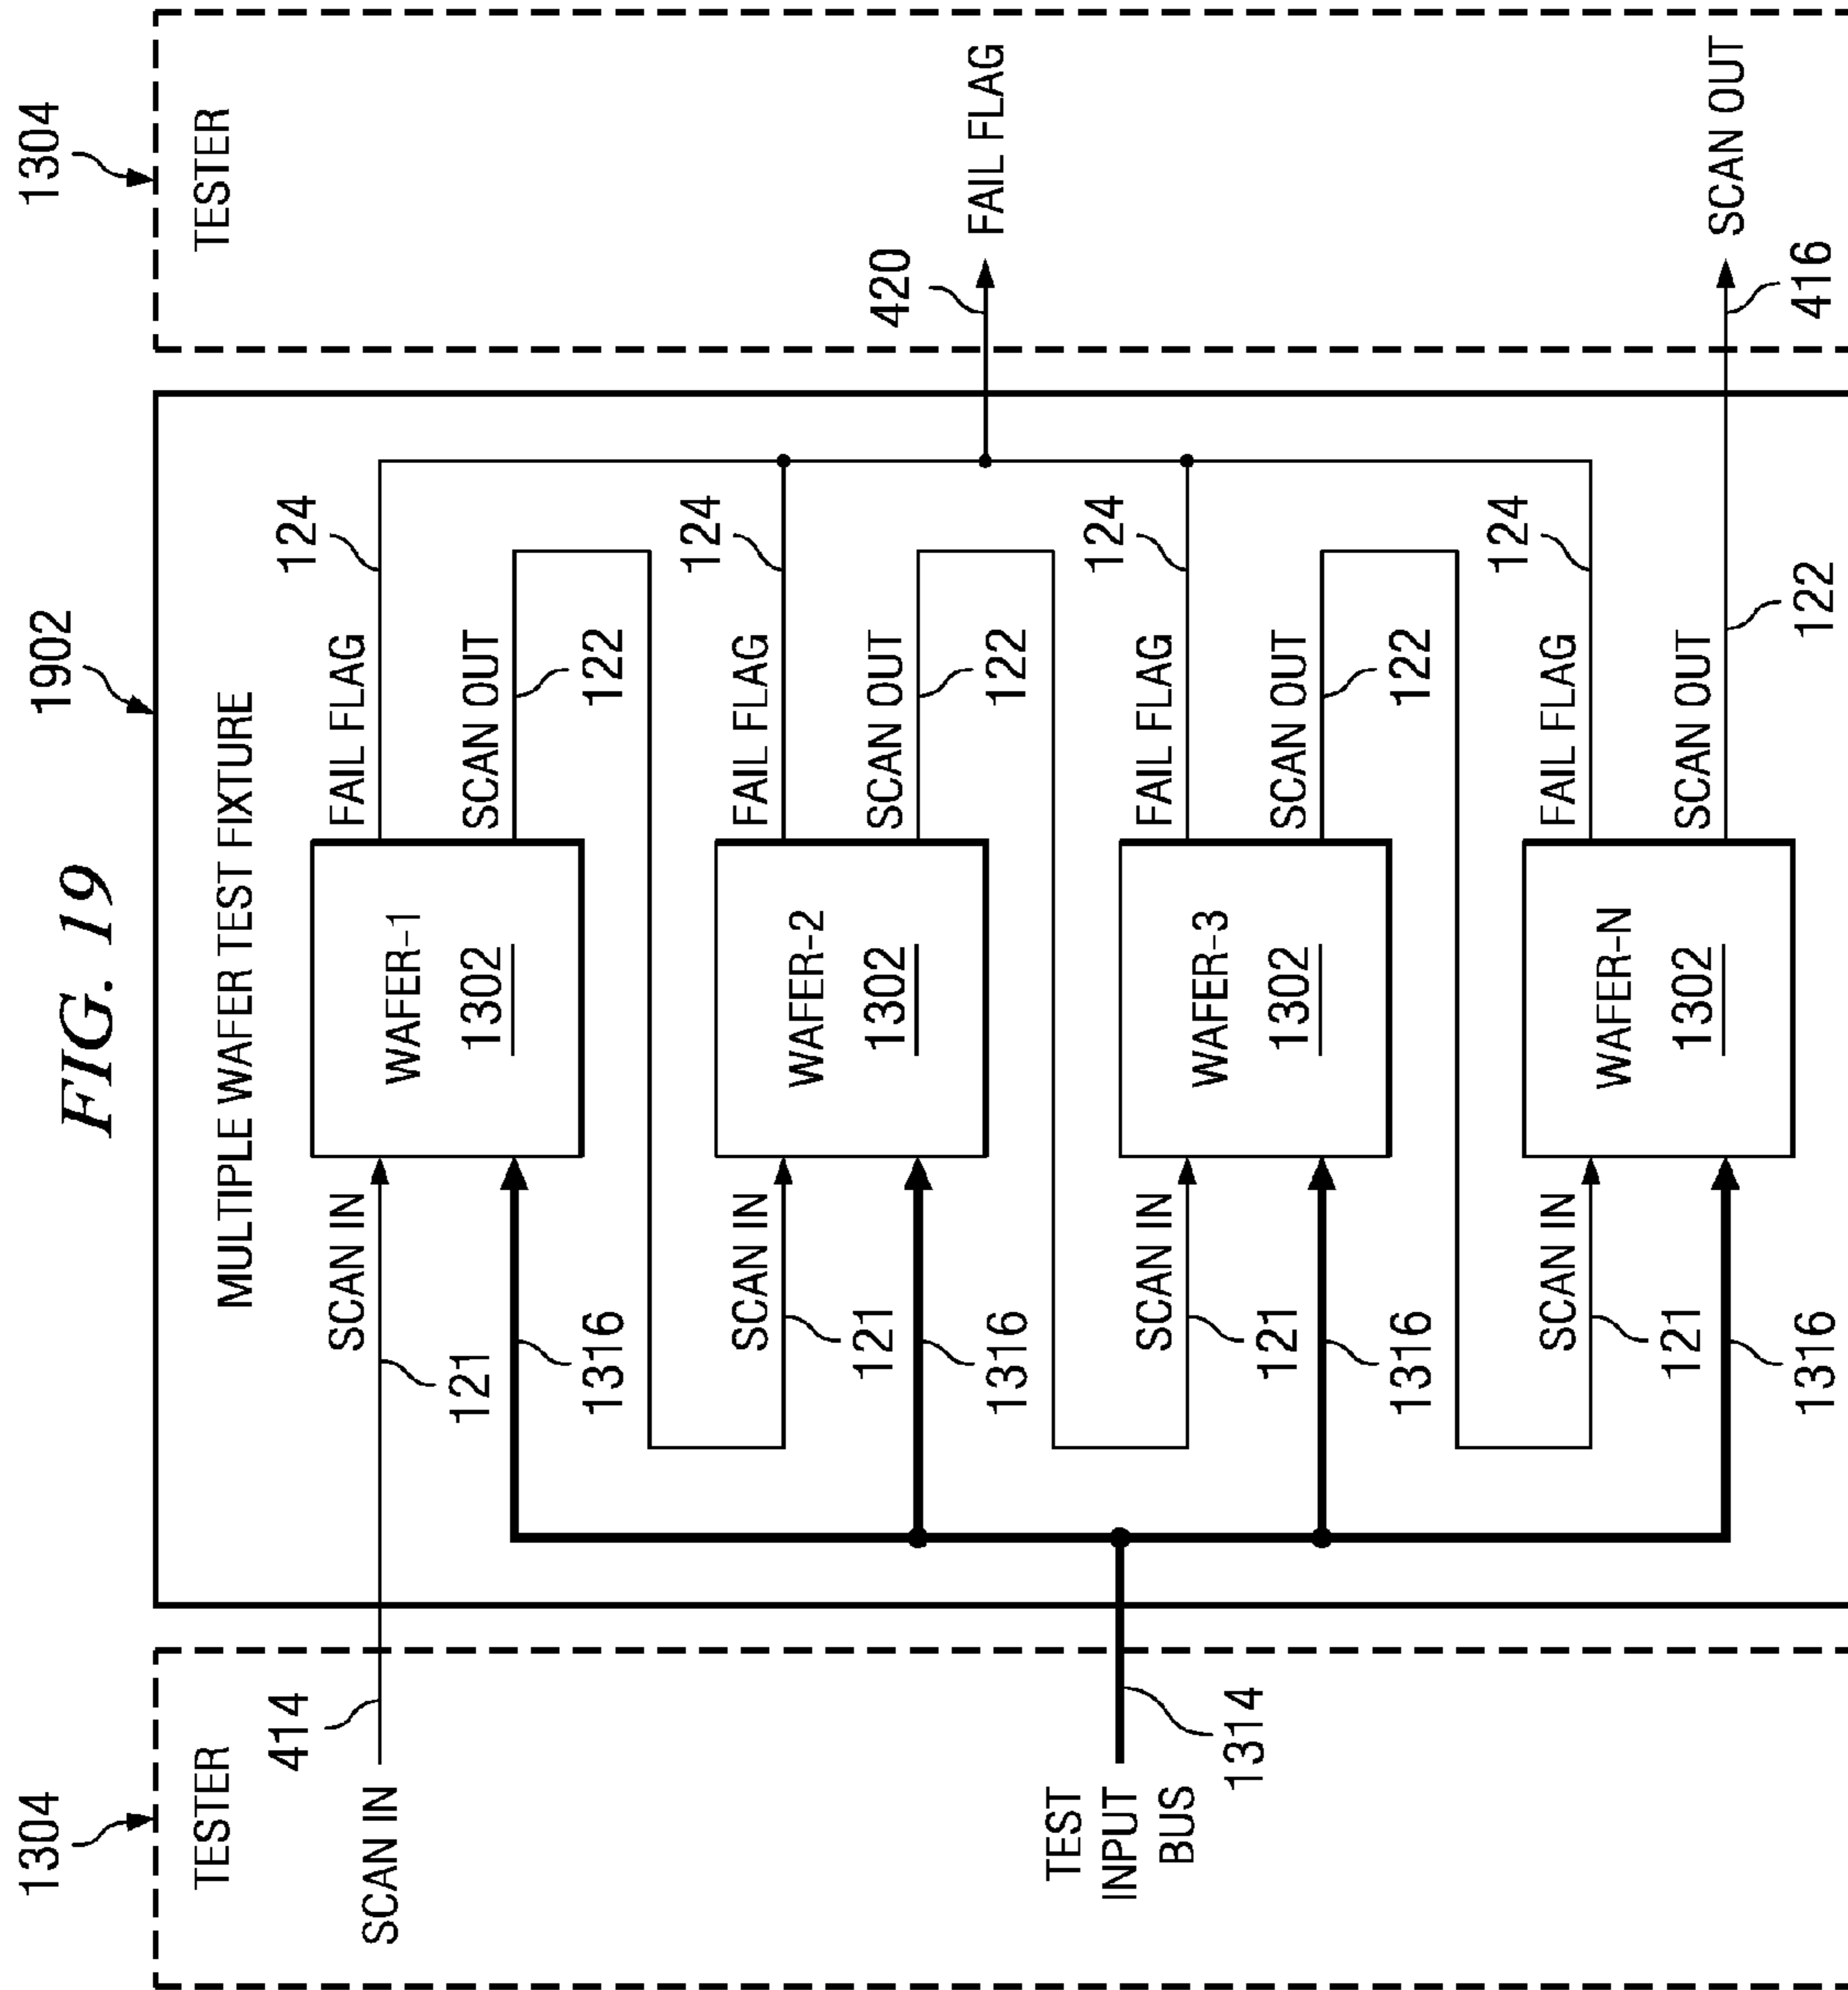 FIG. 19
1304
1902
1304
TESTER
MULTIPLE WAFER TEST FIXTURE
TESTER
414
SCAN IN
121
SCAN IN
WAFER-1
1302
FAIL FLAG
124
SCAN OUT
122
1316
SCAN IN
121
WAFER-2
1302
FAIL FLAG
124
SCAN OUT
122
1316
420
FAIL FLAG
TEST
INPUT
BUS
1314
SCAN IN
121
WAFER-3
1302
FAIL FLAG
124
SCAN OUT
122
1316
SCAN IN
121
WAFER-N
1302
FAIL FLAG
124
SCAN OUT
122
1316
SCAN OUT
416